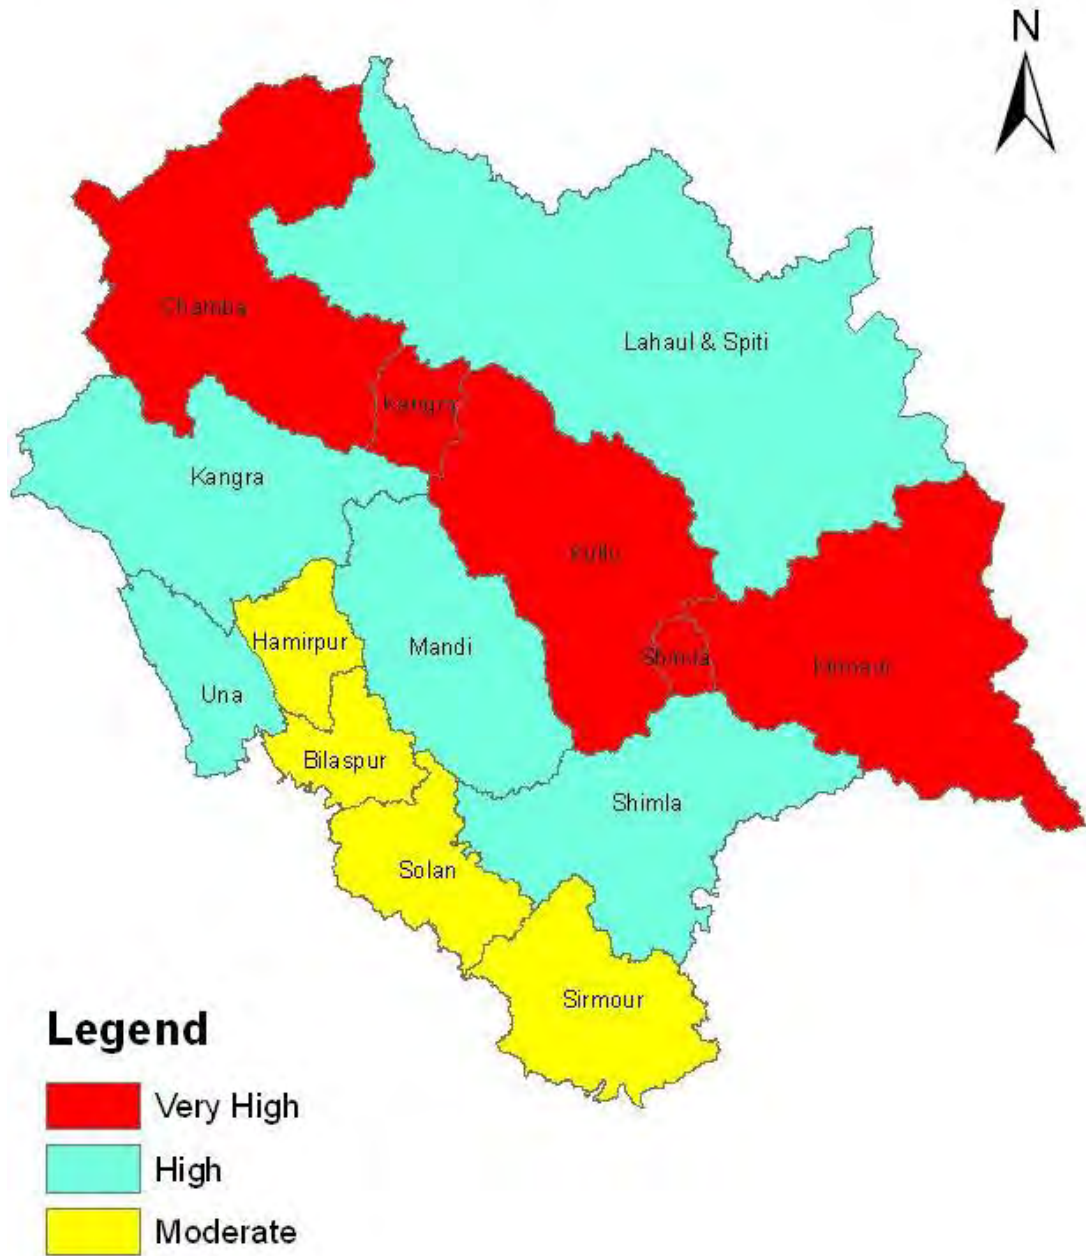 N
Chamba
Lahaul & Spiti
Kangra
Kangra
Kullu
Hamirpur
Mandi
Shimla
Kinnaur
Una
Bilaspur
Shimla
Solan
Sirmour
Legend
Very High
High
Moderate